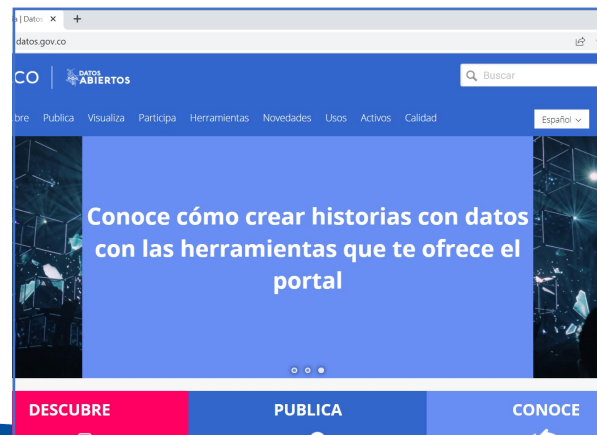 a | Datos × +
datos.gov.co
CO
DATOS
ABIERTOS
Buscar
bre Publica Visualiza Participa Herramientas Novedades Usos Activos Calidad
Español
Conoce cómo crear historias con datos
con las herramientas que te ofrece el
portal
DESCUBRE PUBLICA CONOCE